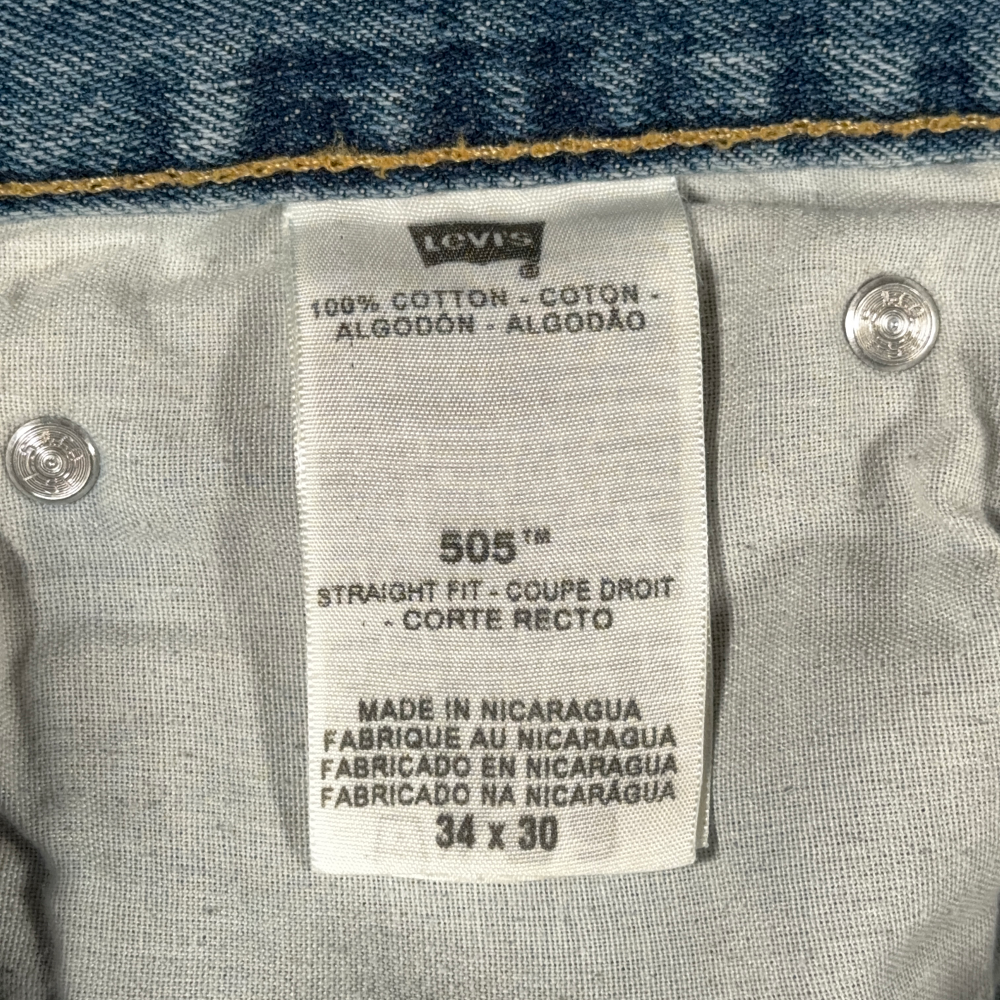 Levi's
®
100% COTTON - COTON -
ALGODÓN - ALGODÃO
505™
STRAIGHT FIT - COUPE DROIT
- CORTE RECTO
MADE IN NICARAGUA
FABRIQUE AU NICARAGUA
FABRICADO EN NICARAGUA
FABRICADO NA NICARÁGUA
34 x 30